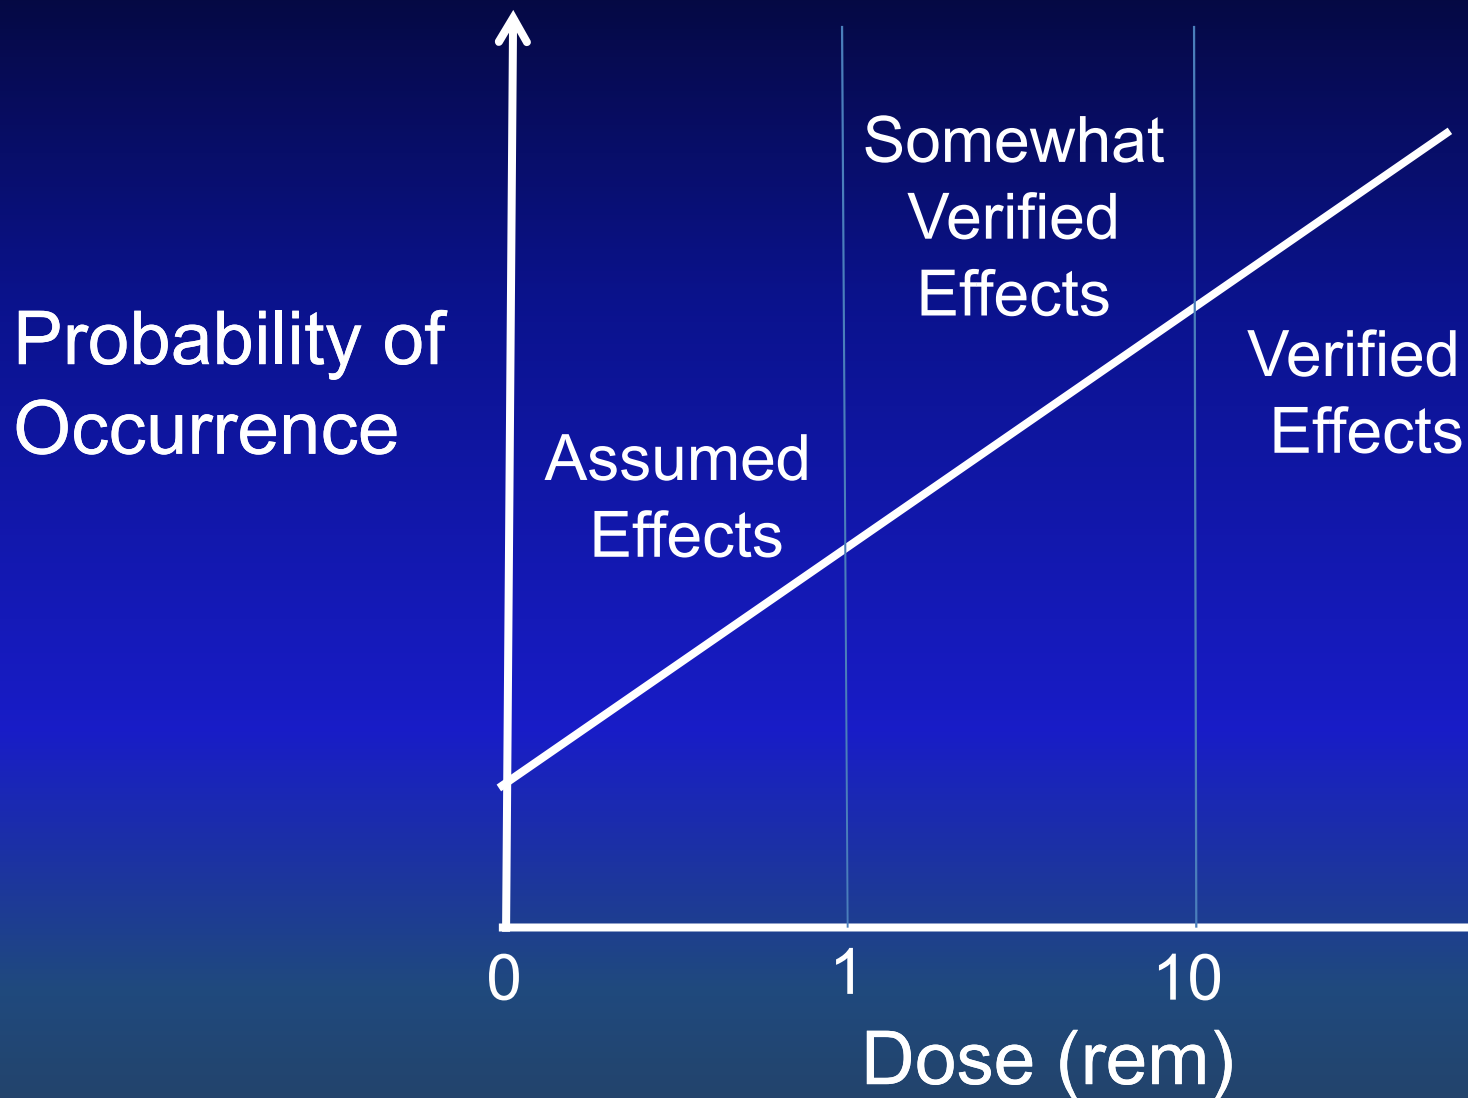 Probability of
Occurrence
Assumed
Effects
Somewhat
Verified
Effects
Verified
Effects
0
1
10
Dose (rem)